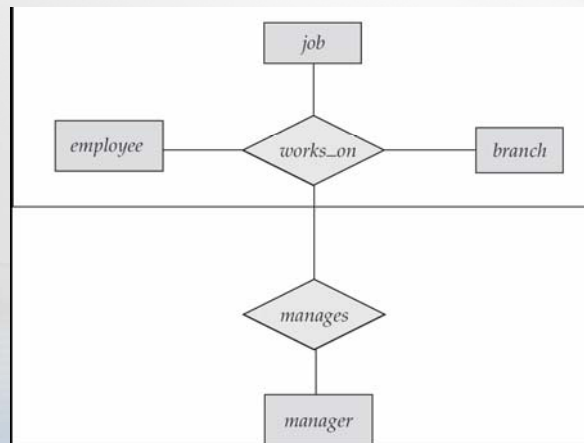 job
employee
works_on
branch
manages
manager